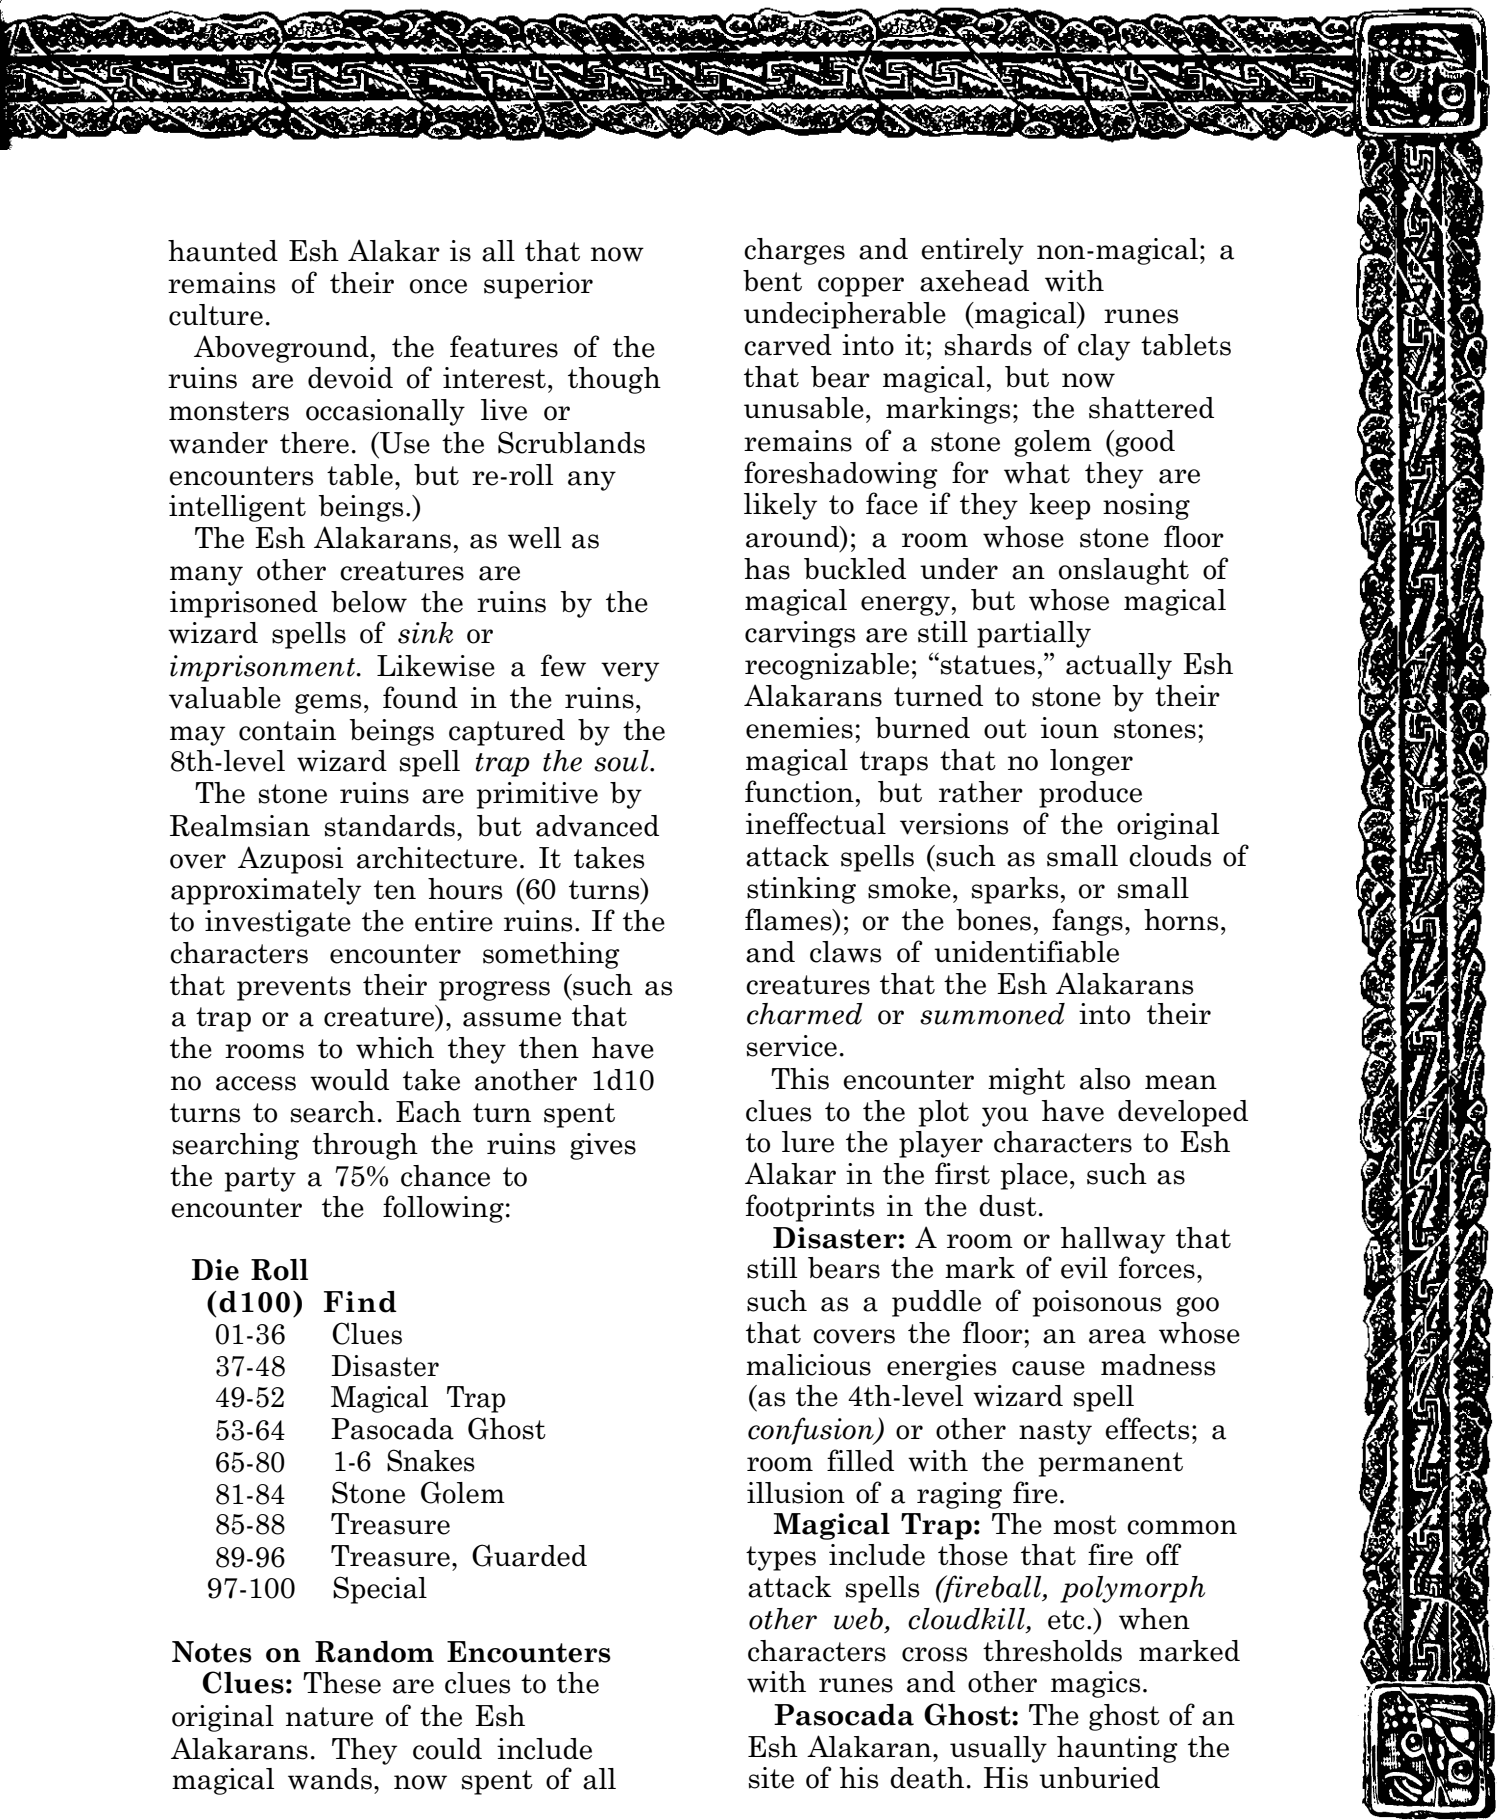 haunted Esh Alakar is all that now
remains of their once superior
culture.
Aboveground, the features of the
ruins are devoid of interest, though
monsters occasionally live or
wander there. (Use the Scrublands
encounters table, but re-roll any
intelligent beings.)
The Esh Alakarans, as well as
many other creatures are
imprisoned below the ruins by the
wizard spells of sink or
imprisonment. Likewise a few very
valuable gems, found in the ruins,
may contain beings captured by the
8th-level wizard spell trap the soul.
The stone ruins are primitive by
Realmsian standards, but advanced
over Azuposi architecture. It takes
approximately ten hours (60 turns)
to investigate the entire ruins. If the
characters encounter something
that prevents their progress (such as
a trap or a creature), assume that
the rooms to which they then have
no access would take another 1d10
turns to search. Each turn spent
searching through the ruins gives
the party a 75% chance to
encounter the following:
Die Roll
(d100) Find
01-36 Clues
37-48 Disaster
49-52 Magical Trap
53-64 Pasocada Ghost
65-80 1-6 Snakes
81-84 Stone Golem
85-88 Treasure
89-96 Treasure, Guarded
97-100 Special
Notes on Random Encounters
Clues: These are clues to the
original nature of the Esh
Alakarans. They could include
magical wands, now spent of all
charges and entirely non-magical; a
bent copper axehead with
undecipherable (magical) runes
carved into it; shards of clay tablets
that bear magical, but now
unusable, markings; the shattered
remains of a stone golem (good
foreshadowing for what they are
likely to face if they keep nosing
around); a room whose stone floor
has buckled under an onslaught of
magical energy, but whose magical
carvings are still partially
recognizable; “statues,” actually Esh
Alakarans turned to stone by their
enemies; burned out ioun stones;
magical traps that no longer
function, but rather produce
ineffectual versions of the original
attack spells (such as small clouds of
stinking smoke, sparks, or small
flames); or the bones, fangs, horns,
and claws of unidentifiable
creatures that the Esh Alakarans
charmed or summoned into their
service.
This encounter might also mean
clues to the plot you have developed
to lure the player characters to Esh
Alakar in the first place, such as
footprints in the dust.
Disaster: A room or hallway that
still bears the mark of evil forces,
such as a puddle of poisonous goo
that covers the floor; an area whose
malicious energies cause madness
(as the 4th-level wizard spell
confusion) or other nasty effects; a
room filled with the permanent
illusion of a raging fire.
Magical Trap: The most common
types include those that fire off
attack spells (fireball, polymorph
other web, cloudkill, etc.) when
characters cross thresholds marked
with runes and other magics.
Pasocada Ghost: The ghost of an
Esh Alakaran, usually haunting the
site of his death. His unburied